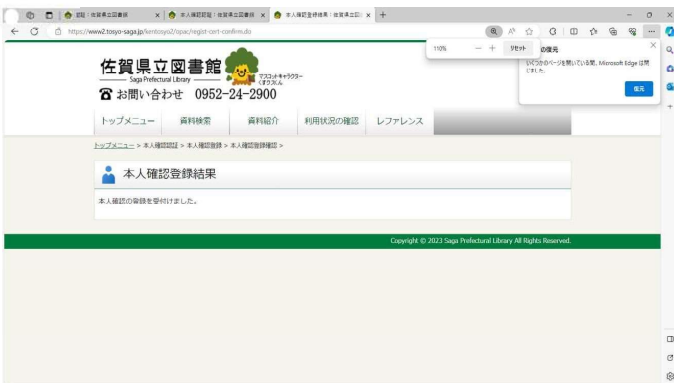 認証 : 佐賀県立図書館
本人確認認証 : 佐賀県立図書館
本人確認登録結果 : 佐賀県立図
https://www2.tosyo-saga.jp/kentosyo2/opac/regist-cert-confirm.do
110%
リセット
の復元
いくつかのページを開いている間、Microsoft Edge は閉じました。
復元
佐賀県立図書館
Saga Prefectural Library
マスコットキャラクター
くすクスくん
お問い合わせ 0952-24-2900
トップメニュー 資料検索 資料紹介 利用状況の確認 レファレンス
トップメニュー > 本人確認認証 > 本人確認登録 > 本人確認登録確認 >
本人確認登録結果
本人確認の登録を受付けました。
Copyright © 2023 Saga Prefectural Library All Rights Reserved.